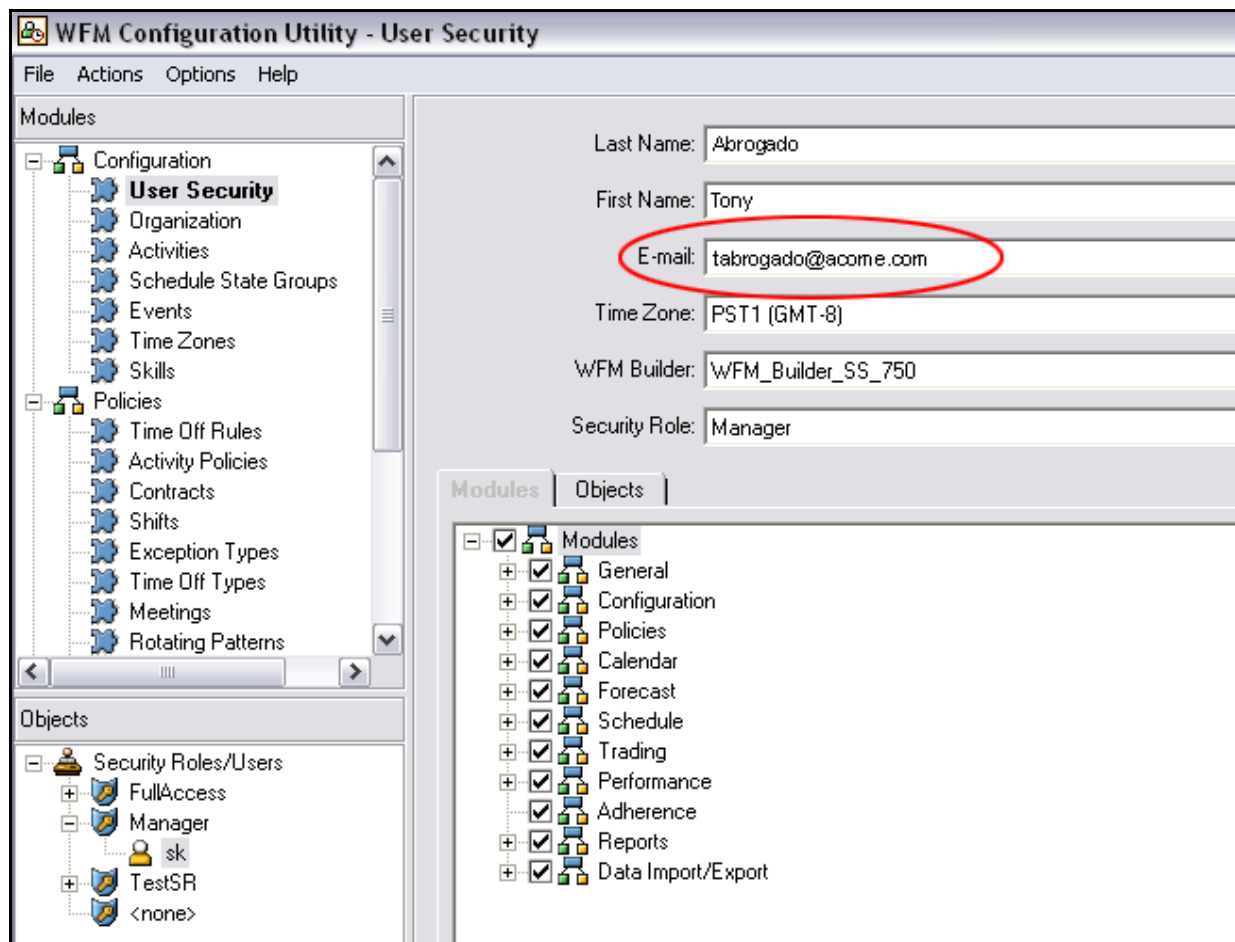 WFM Configuration Utility - User Security
File Actions Options Help
Modules
Configuration
User Security
Organization
Activities
Schedule State Groups
Events
Time Zones
Skills
Policies
Time Off Rules
Activity Policies
Contracts
Shifts
Exception Types
Time Off Types
Meetings
Rotating Patterns
Objects
Security Roles/Users
FullAccess
Manager
sk
TestSR
<none>
Last Name: Abrogado
First Name: Tony
E-mail: tabrogado@acome.com
Time Zone: PST1 (GMT-8)
WFM Builder: WFM_Builder_SS_750
Security Role: Manager
Modules Objects
Modules
General
Configuration
Policies
Calendar
Forecast
Schedule
Trading
Performance
Adherence
Reports
Data Import/Export